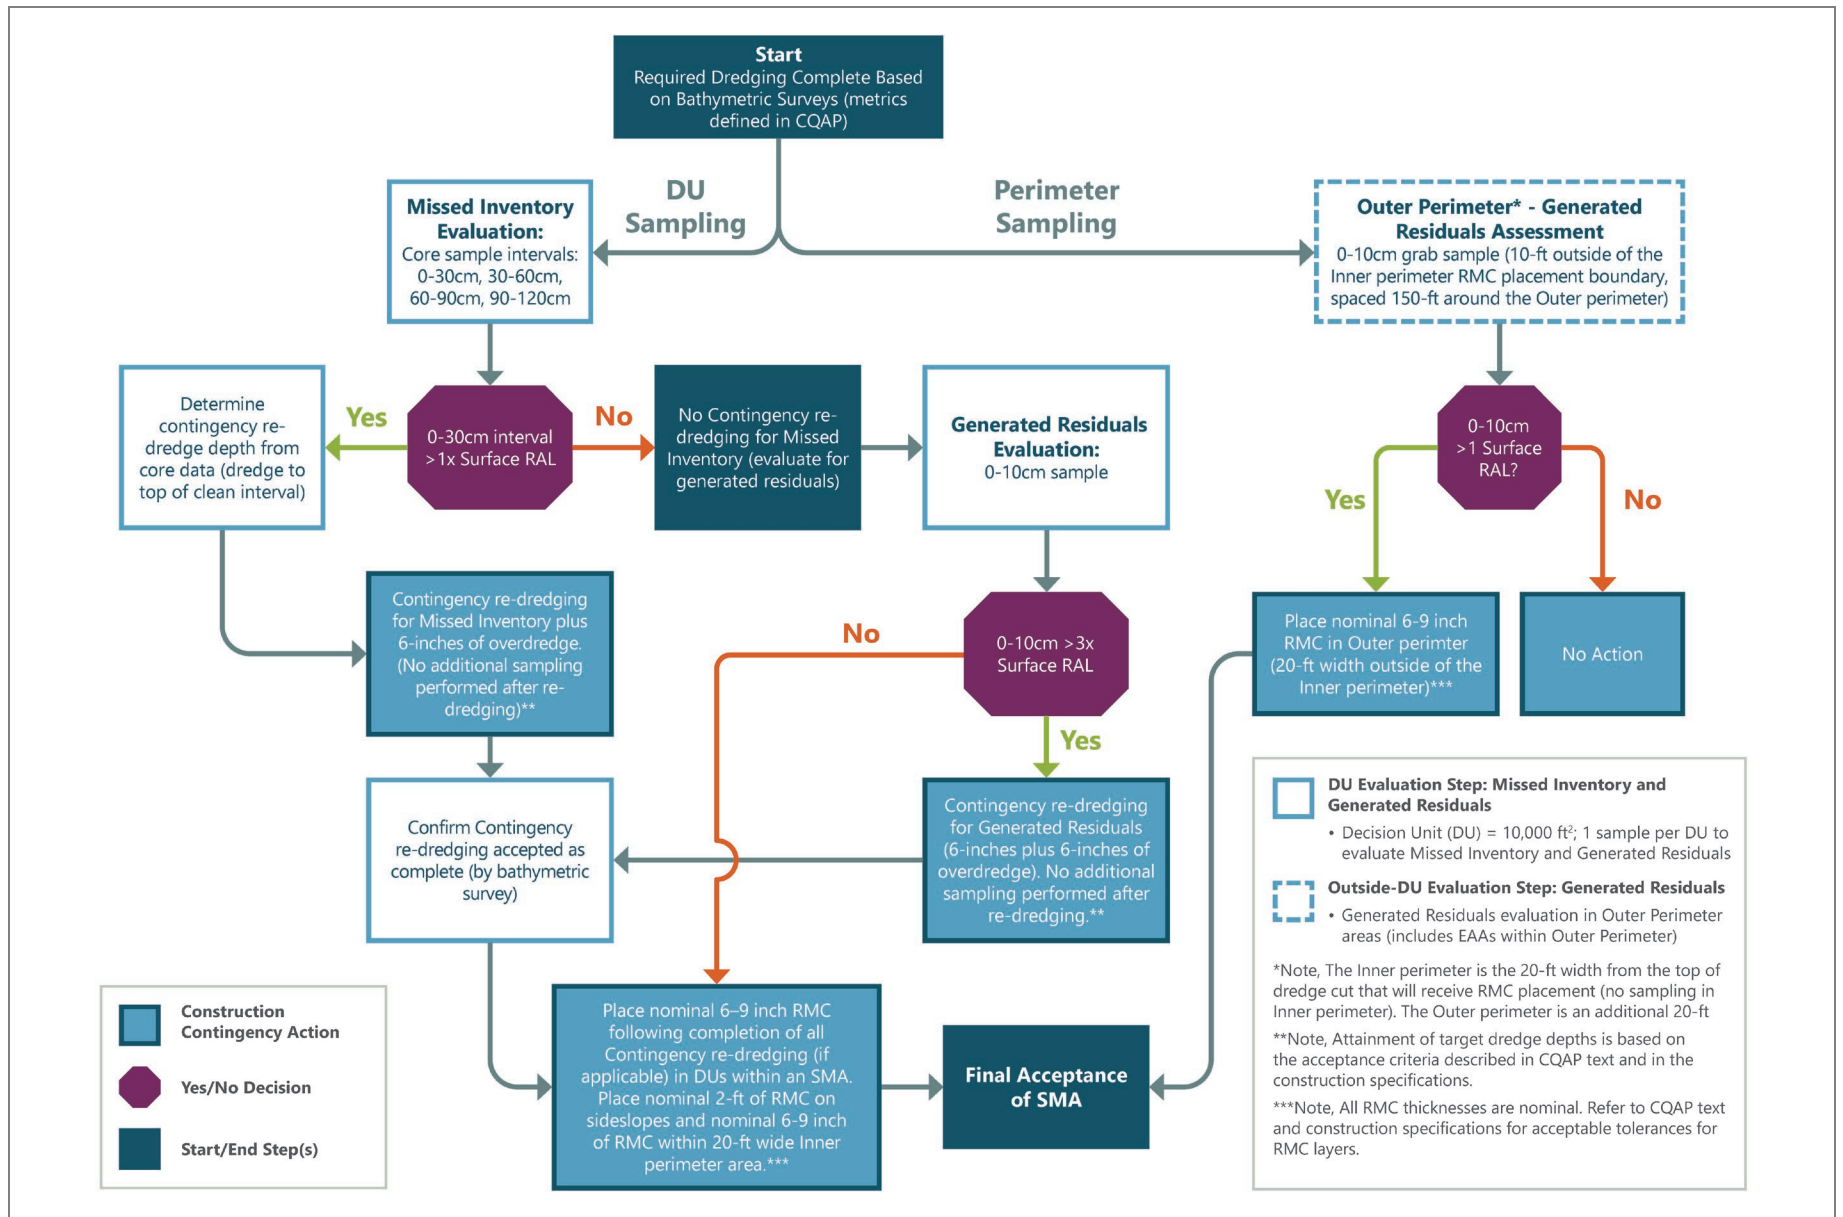 Start
Required Dredging Complete Based
on Bathymetric Surveys (metrics
defined in CQAP)
DU
Sampling
Perimeter
Sampling
Missed Inventory
Evaluation:
Core sample intervals:
0-30cm, 30-60cm,
60-90cm, 90-120cm
Outer Perimeter* - Generated
Residuals Assessment
0-10cm grab sample (10-ft outside of the
Inner perimeter RMC placement boundary,
spaced 150-ft around the Outer perimeter)
Determine
contingency re-
dredge depth from
core data (dredge to
top of clean interval)
Yes
0-30cm interval
>1x Surface RAL
No
No Contingency re-
dredging for Missed
Inventory (evaluate for
generated residuals)
Generated Residuals
Evaluation:
0-10cm sample
0-10cm
>1 Surface
RAL?
Yes
No
Contingency re-dredging
for Missed Inventory plus
6-inches of overdredge.
(No additional sampling
performed after re-
dredging)**
No
0-10cm >3x
Surface RAL
Yes
Place nominal 6-9 inch
RMC in Outer perimter
(20-ft width outside of the
Inner perimeter)***
No Action
Confirm Contingency
re-dredging accepted as
complete (by bathymetric
survey)
Contingency re-dredging
for Generated Residuals
(6-inches plus 6-inches of
overdredge). No additional
sampling performed after
re-dredging.**
Place nominal 6–9 inch RMC
following completion of all
Contingency re-dredging (if
applicable) in DUs within an SMA.
Place nominal 2-ft of RMC on
sideslopes and nominal 6-9 inch
of RMC within 20-ft wide Inner
perimeter area.***
Final Acceptance
of SMA
Construction
Contingency Action
Yes/No Decision
Start/End Step(s)
DU Evaluation Step: Missed Inventory and
Generated Residuals
• Decision Unit (DU) = 10,000 ft²; 1 sample per DU to
evaluate Missed Inventory and Generated Residuals
Outside-DU Evaluation Step: Generated Residuals
• Generated Residuals evaluation in Outer Perimeter
areas (includes EAAs within Outer Perimeter)
*Note, The Inner perimeter is the 20-ft width from the top of
dredge cut that will receive RMC placement (no sampling in
Inner perimeter). The Outer perimeter is an additional 20-ft
**Note, Attainment of target dredge depths is based on
the acceptance criteria described in CQAP text and in the
construction specifications.
***Note, All RMC thicknesses are nominal. Refer to CQAP text
and construction specifications for acceptable tolerances for
RMC layers.